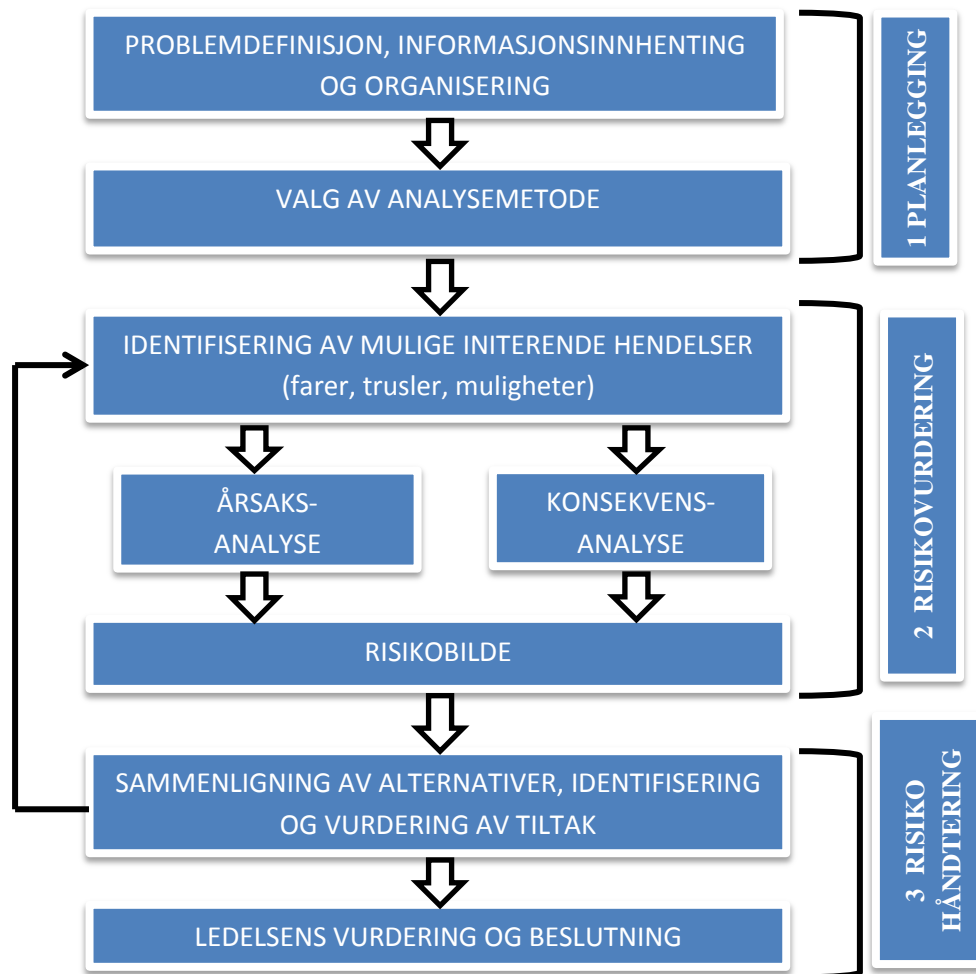 PROBLEMDEFINISJON, INFORMASJONSINNHENTING
OG ORGANISERING
VALG AV ANALYSEMETODE
1 PLANLEGGING
IDENTIFISERING AV MULIGE INITERENDE HENDELSER
(farer, trusler, muligheter)
ÅRSAKS-
ANALYSE
KONSEKVENS-
ANALYSE
RISIKOBILDE
2 RISIKOVURDERING
SAMMENLIGNING AV ALTERNATIVER, IDENTIFISERING
OG VURDERING AV TILTAK
LEDELSENS VURDERING OG BESLUTNING
3 RISIKO
HÅNDTERING